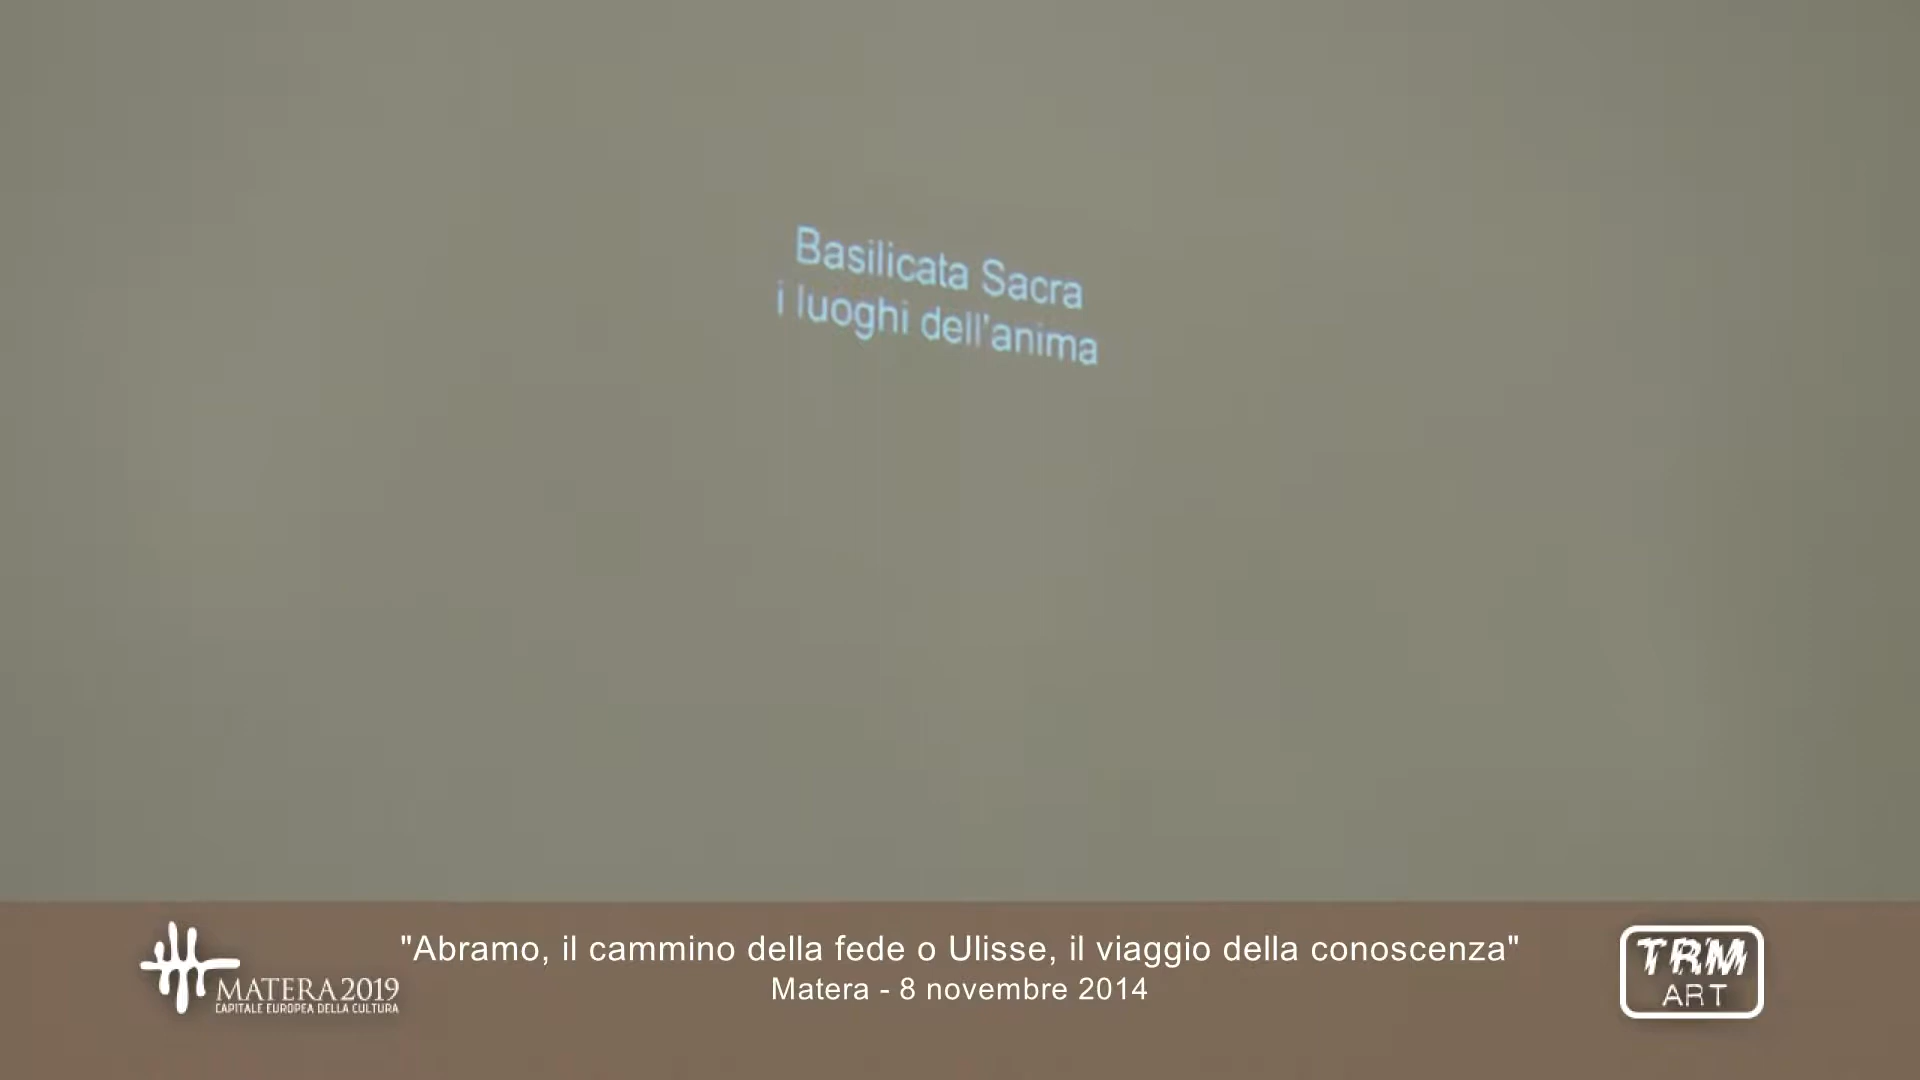 Basilicata Sacra
i luoghi dell'anima
"Abramo, il cammino della fede o Ulisse, il viaggio della conoscenza"
Matera - 8 novembre 2014
MATERA 2019
CAPITALE EUROPEA DELLA CULTURA
TRM
ART